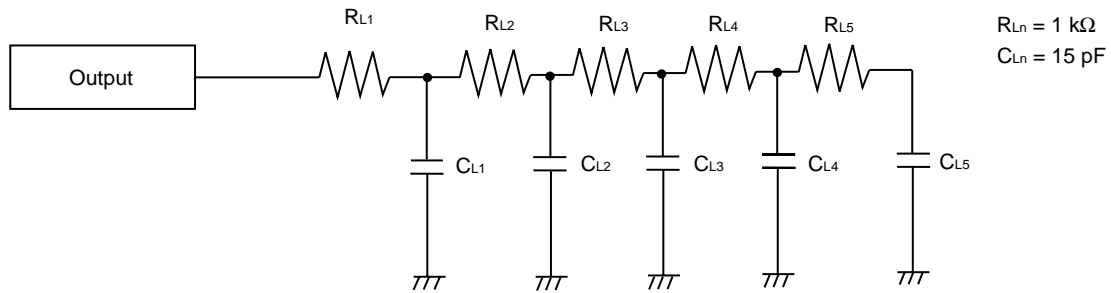 Output
RL1
RL2
RL3
RL4
RL5
RLn = 1 kΩ
CLn = 15 pF
CL1
CL2
CL3
CL4
CL5